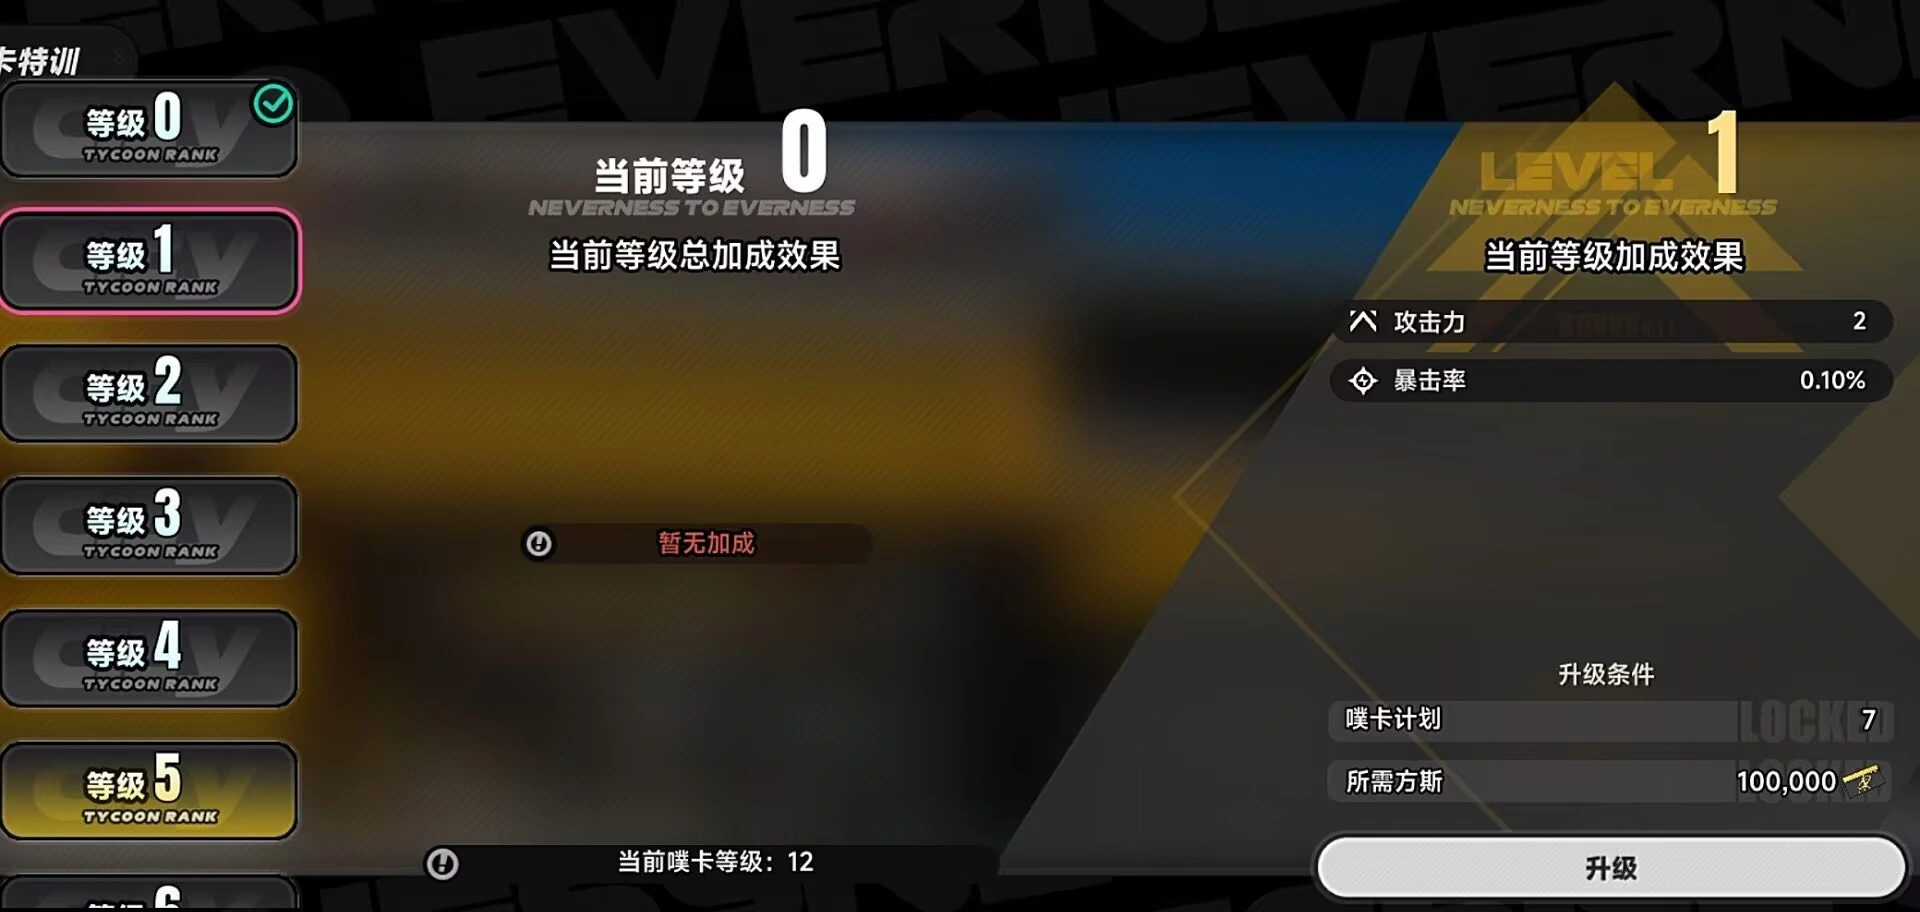 卡特训
等级 0
TYCOON RANK
等级 1
TYCOON RANK
等级 2
TYCOON RANK
等级 3
TYCOON RANK
等级 4
TYCOON RANK
等级 5
TYCOON RANK
当前等级 0
NEVERNESS TO EVERNESS
当前等级总加成效果
暂无加成
当前噗卡等级：12
LEVEL 1
NEVERNESS TO EVERNESS
当前等级加成效果
攻击力 2
暴击率 0.10%
升级条件
噗卡计划 7
LOCKED
所需方斯 100,000
LOCKED
升级